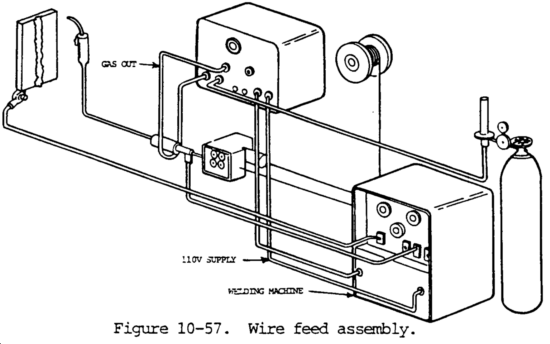 GAS OUT
110V SUPPLY
WELDING MACHINE
Figure 10-57. Wire feed assembly.